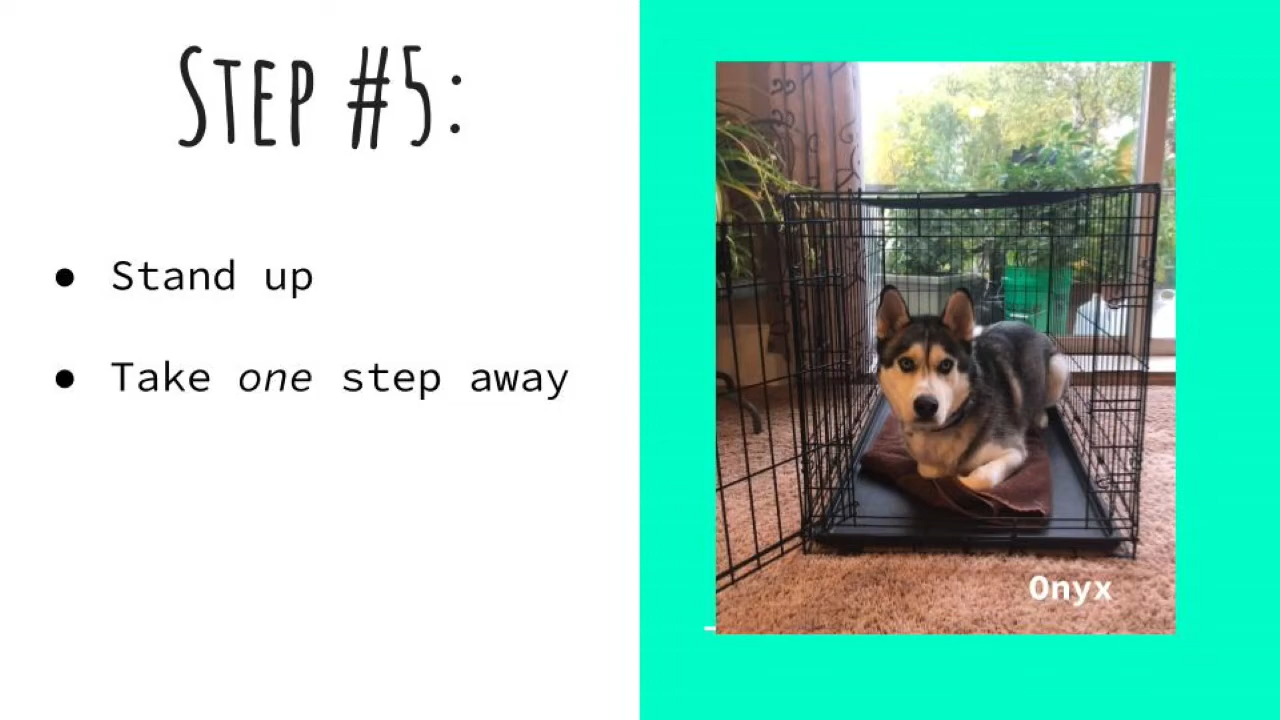 Step #5:
● Stand up
● Take one step away
Onyx